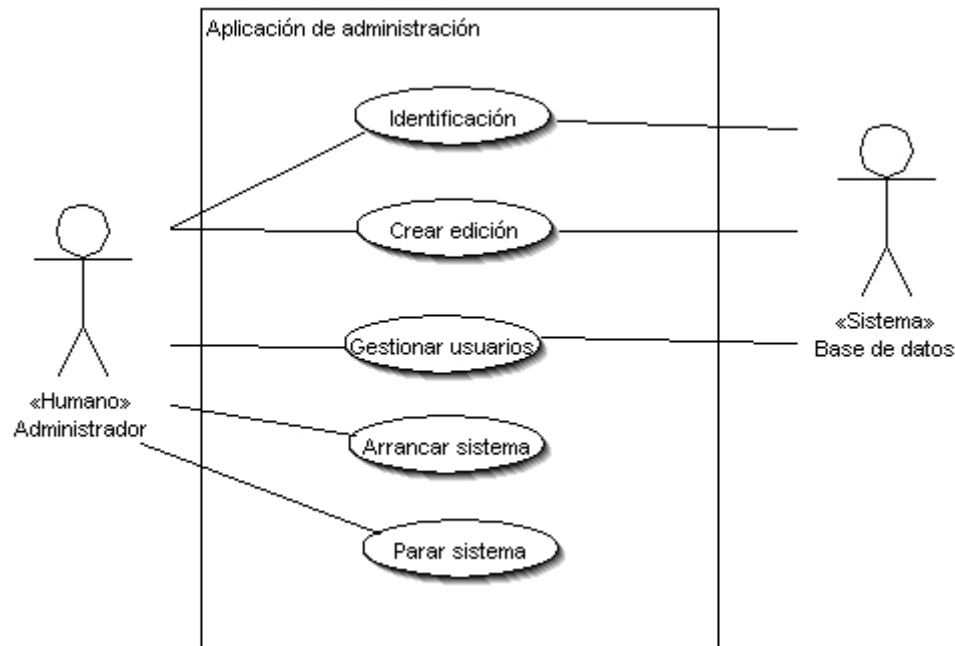 Aplicación de administración
Identificación
Crear edición
Gestionar usuarios
Arrancar sistema
Parar sistema
«Humano»
Administrador
«Sistema»
Base de datos